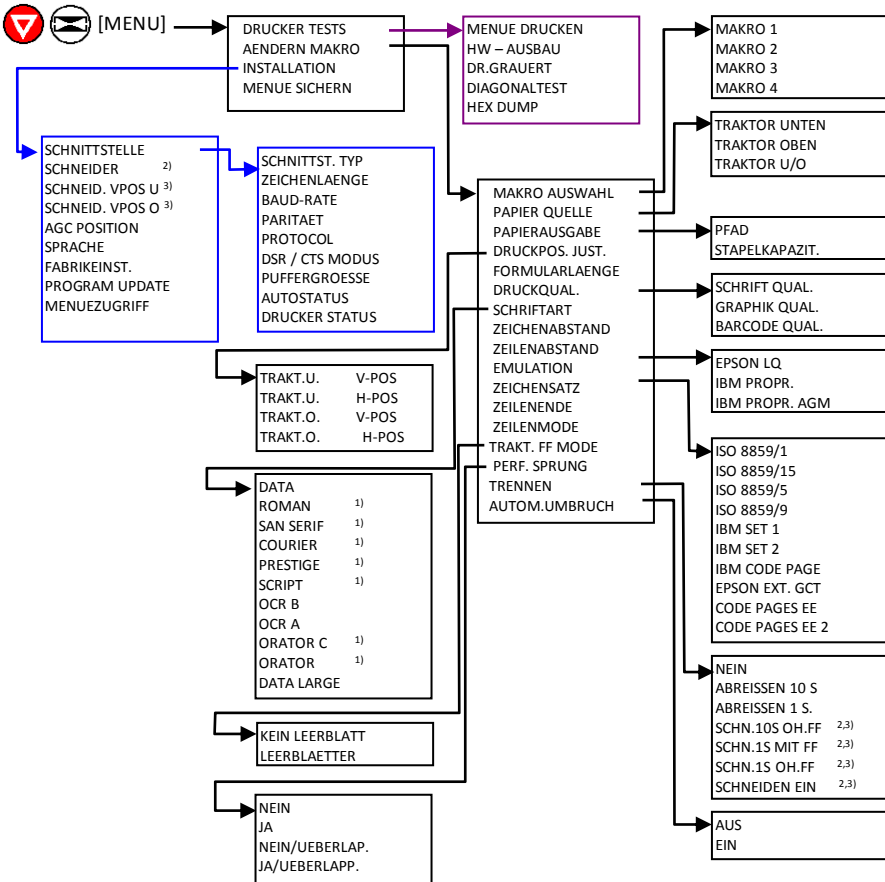 [MENU]
DRUCKER TESTS
AENDERN MAKRO
INSTALLATION
MENUE SICHERN
MENUE DRUCKEN
HW – AUSBAU
DR.GRAUERT
DIAGONALTEST
HEX DUMP
MAKRO 1
MAKRO 2
MAKRO 3
MAKRO 4
TRAKTOR UNTEN
TRAKTOR OBEN
TRAKTOR U/O
SCHNITTSTELLE
SCHNEIDER 2)
SCHNEID. VPOS U 3)
SCHNEID. VPOS O 3)
AGC POSITION
SPRACHE
FABRIKEINST.
PROGRAM UPDATE
MENUEZUGRIFF
SCHNITTST. TYP
ZEICHENLAENGE
BAUD-RATE
PARITAET
PROTOCOL
DSR / CTS MODUS
PUFFERGROESSE
AUTOSTATUS
DRUCKER STATUS
MAKRO AUSWAHL
PAPIER QUELLE
PAPIERAUSGABE
DRUCKPOS. JUST.
FORMULARLAENGE
DRUCKQUAL.
SCHRIFTART
ZEICHENABSTAND
ZEILENABSTAND
EMULATION
ZEICHENSATZ
ZEILENENDE
ZEILENMODE
TRAKT. FF MODE
PERF. SPRUNG
TRENNEN
AUTOM.UMBRUCH
PFAD
STAPELKAPAZIT.
SCHRIFT QUAL.
GRAPHIK QUAL.
BARCODE QUAL.
EPSON LQ
IBM PROPR.
IBM PROPR. AGM
TRAKT.U. V-POS
TRAKT.U. H-POS
TRAKT.O. V-POS
TRAKT.O. H-POS
ISO 8859/1
ISO 8859/15
ISO 8859/5
ISO 8859/9
IBM SET 1
IBM SET 2
IBM CODE PAGE
EPSON EXT. GCT
CODE PAGES EE
CODE PAGES EE 2
DATA
ROMAN 1)
SAN SERIF 1)
COURIER 1)
PRESTIGE 1)
SCRIPT 1)
OCR B
OCR A
ORATOR C 1)
ORATOR 1)
DATA LARGE
NEIN
ABREISSEN 10 S
ABREISSEN 1 S.
SCHN.10S OH.FF 2,3)
SCHN.1S MIT FF 2,3)
SCHN.1S OH.FF 2,3)
SCHNEIDEN EIN 2,3)
KEIN LEERBLATT
LEERBLAETTER
NEIN
JA
NEIN/UEBERLAP.
JA/UEBERLAPP.
AUS
EIN